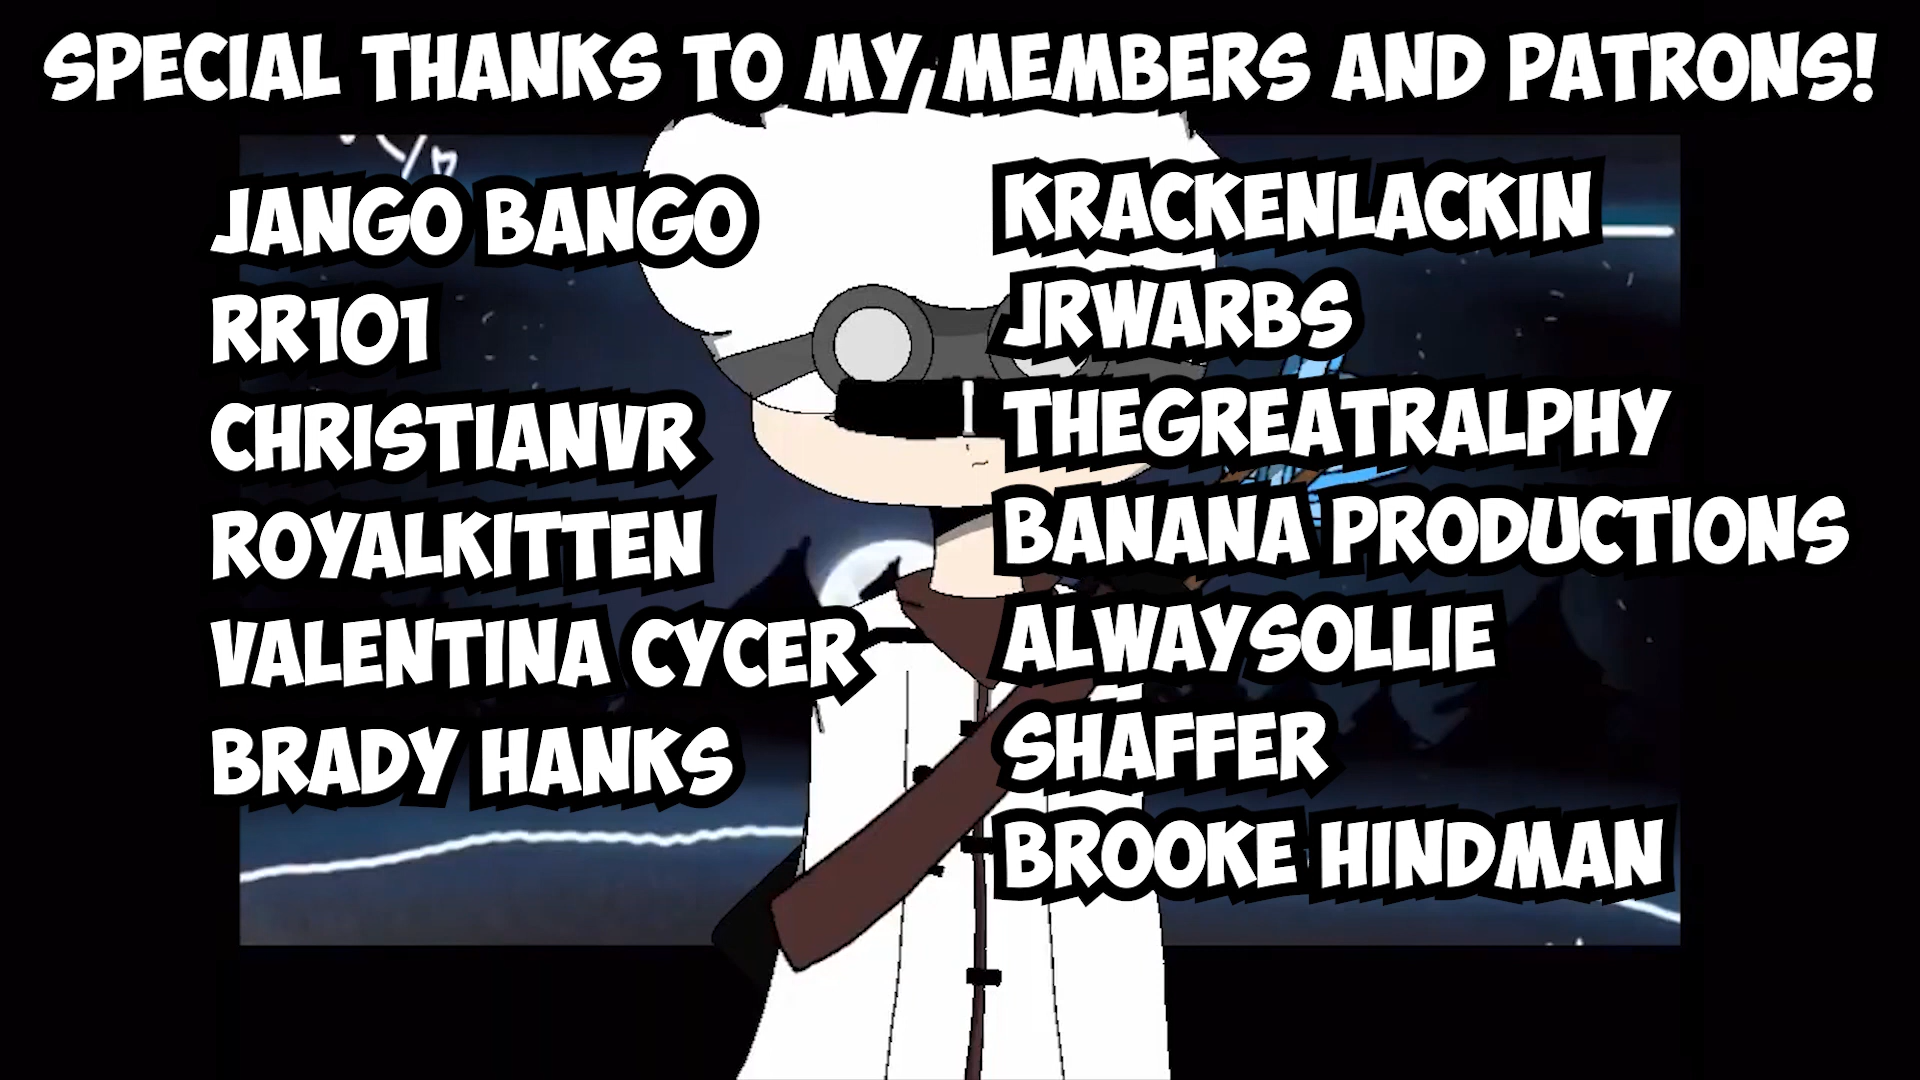 SPECIAL THANKS TO MY MEMBERS AND PATRONS!
JANGO BANGO
RR101
CHRISTIANVR
ROYALKITTEN
VALENTINA CYCER
BRADY HANKS
KRACKENLACKIN
JRWARBS
THEGREATRALPHY
BANANA PRODUCTIONS
ALWAYSOLLIE
SHAFFER
BROOKE HINDMAN